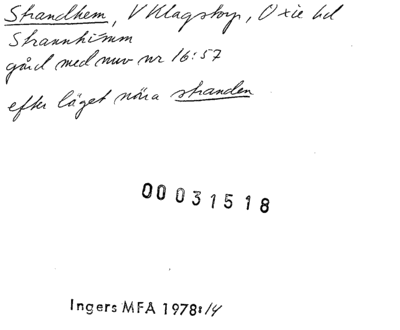 Strandhem, V Klagstorp, Oxie hd
Strannhimm
gård med nuv nr 16:57
efter läget nära stranden
00031518
Ingers MFA 1978:14